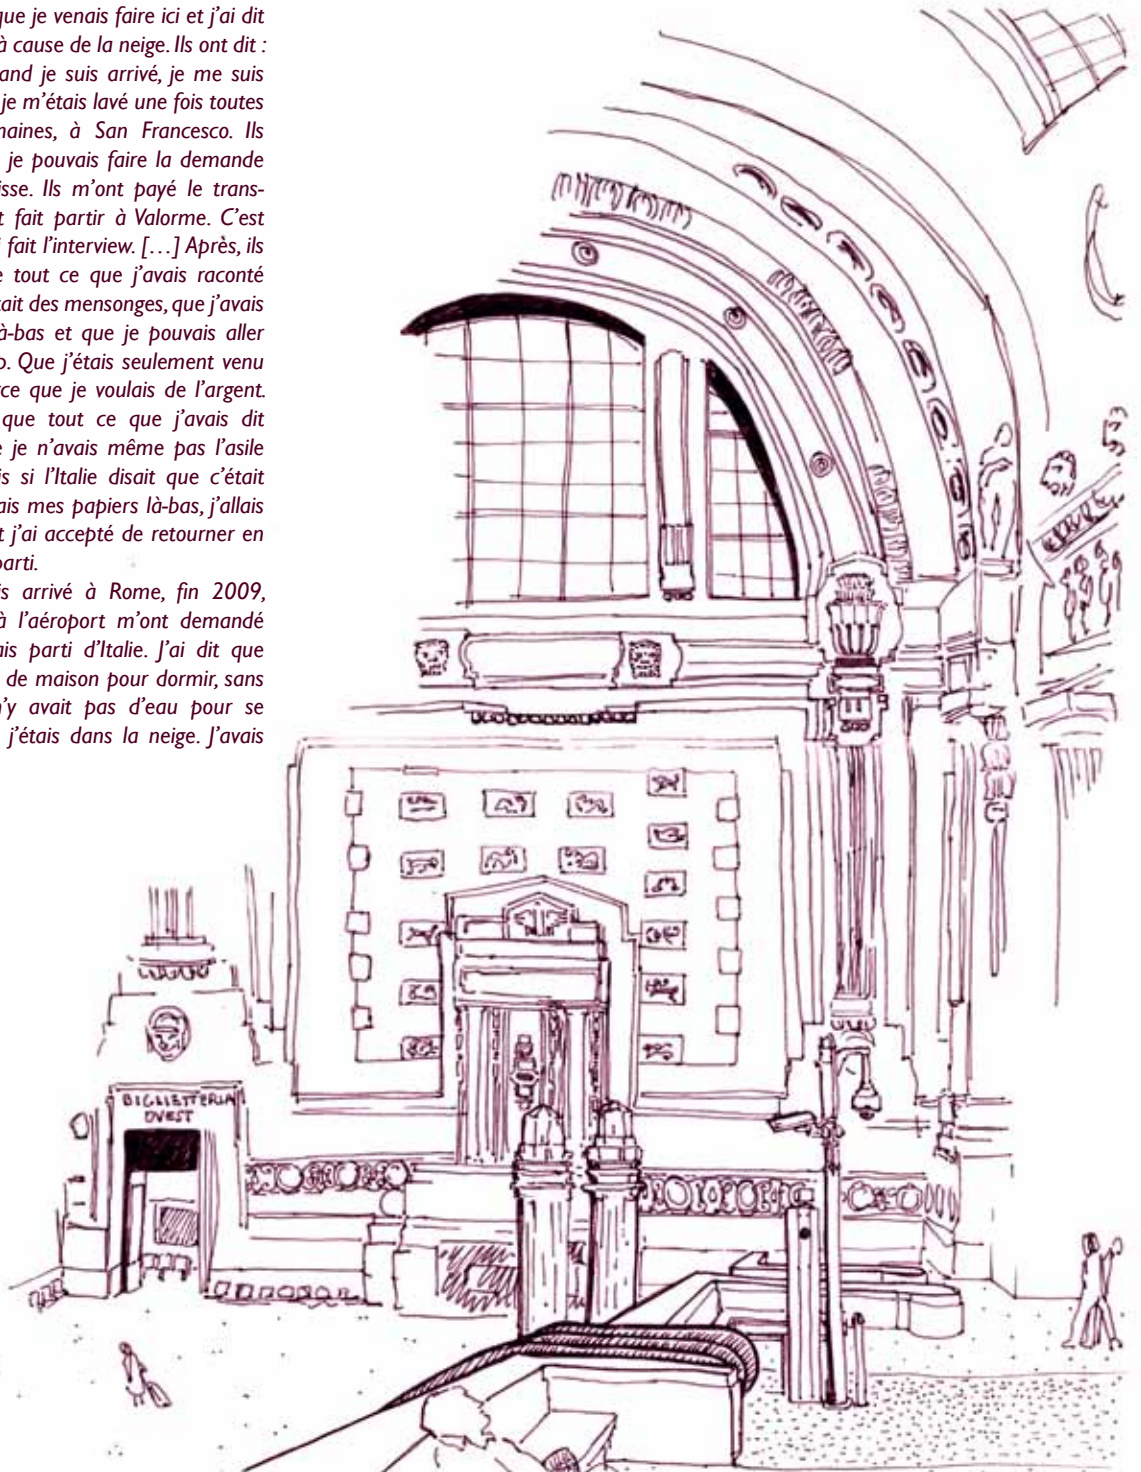 que je venais faire ici et j’ai dit
à cause de la neige. Ils ont dit :
and je suis arrivé, je me suis
je m’étais lavé une fois toutes
maines, à San Francesco. Ils
je pouvais faire la demande
isse. Ils m’ont payé le trans-
t fait partir à Valorme. C’est
fait l’interview. […] Après, ils
e tout ce que j’avais raconté
tait des mensonges, que j’avais
à-bas et que je pouvais aller
o. Que j’étais seulement venu
rce que je voulais de l’argent.
que tout ce que j’avais dit
e je n’avais même pas l’asile
is si l’Italie disait que c’était
ais mes papiers là-bas, j’allais
t j’ai accepté de retourner en
parti.
is arrivé à Rome, fin 2009,
à l’aéroport m’ont demandé
ais parti d’Italie. J’ai dit que
de maison pour dormir, sans
n’y avait pas d’eau pour se
j’étais dans la neige. J’avais
BIGLIETTERIA
OVEST